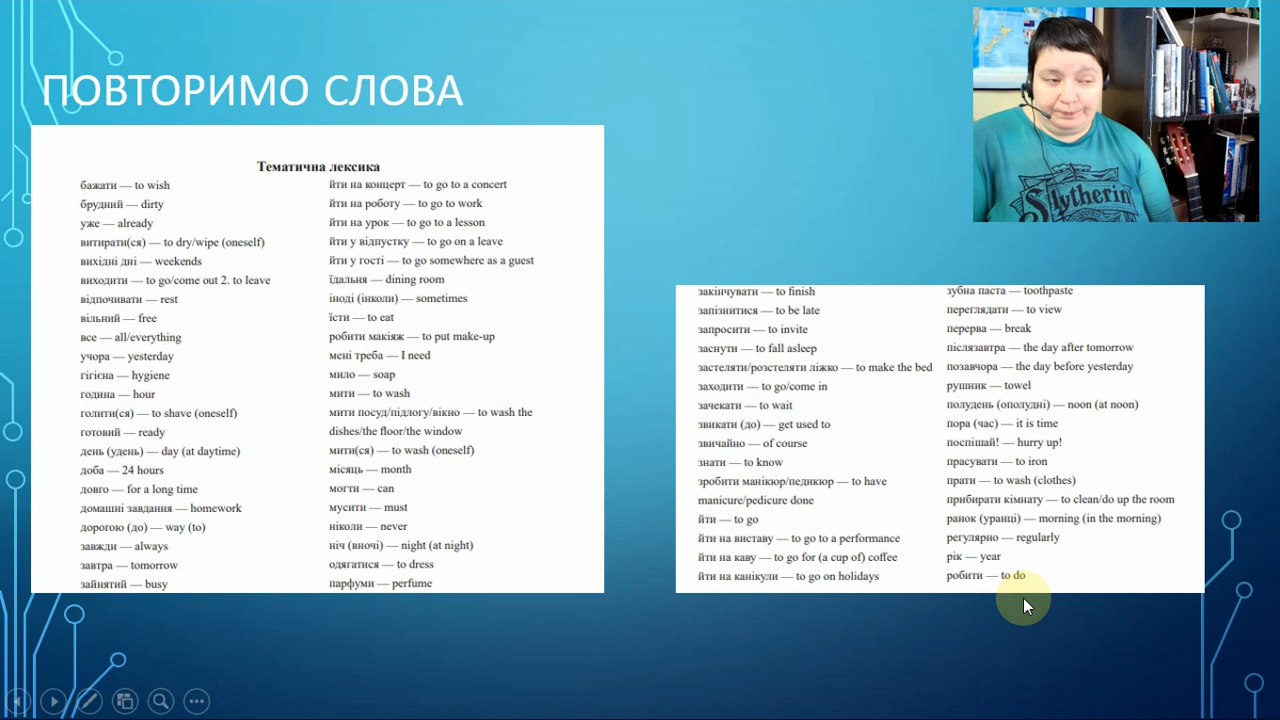 ПОВТОРИМО СЛОВА
Тематична лексика
бажати — to wish
брудний — dirty
уже — already
витирати(ся) — to dry/wipe (oneself)
вихідні дні — weekends
виходити — to go/come out 2. to leave
відпочивати — rest
вільний — free
все — all/everything
учора — yesterday
гігієна — hygiene
година — hour
голити(ся) — to shave (oneself)
готовий — ready
день (удень) — day (at daytime)
доба — 24 hours
довго — for a long time
домашні завдання — homework
дорогою (до) — way (to)
завжди — always
завтра — tomorrow
зайнятий — busy
йти на концерт — to go to a concert
йти на роботу — to go to work
йти на урок — to go to a lesson
йти у відпустку — to go on a leave
йти у гості — to go somewhere as a guest
їдальня — dining room
іноді (інколи) — sometimes
їсти — to eat
робити макіяж — to put make-up
мені треба — I need
мило — soap
мити — to wash
мити посуд/підлогу/вікно — to wash the
dishes/the floor/the window
мити(ся) — to wash (oneself)
місяць — month
могти — can
мусити — must
ніколи — never
ніч (вночі) — night (at night)
одягатися — to dress
парфуми — perfume
закінчувати — to finish
запізнитися — to be late
запросити — to invite
заснути — to fall asleep
застеляти/розстеляти ліжко — to make the bed
заходити — to go/come in
зачекати — to wait
звикати (до) — get used to
звичайно — of course
знати — to know
зробити манікюр/педикюр — to have
manicure/pedicure done
йти — to go
йти на виставу — to go to a performance
йти на каву — to go for (a cup of) coffee
йти на канікули — to go on holidays
зубна паста — toothpaste
переглядати — to view
перерва — break
післязавтра — the day after tomorrow
позавчора — the day before yesterday
рушник — towel
полудень (ополудні) — noon (at noon)
пора (час) — it is time
поспішай! — hurry up!
прасувати — to iron
прати — to wash (clothes)
прибирати кімнату — to clean/do up the room
ранок (уранці) — morning (in the morning)
регулярно — regularly
рік — year
робити — to do
Slytherin